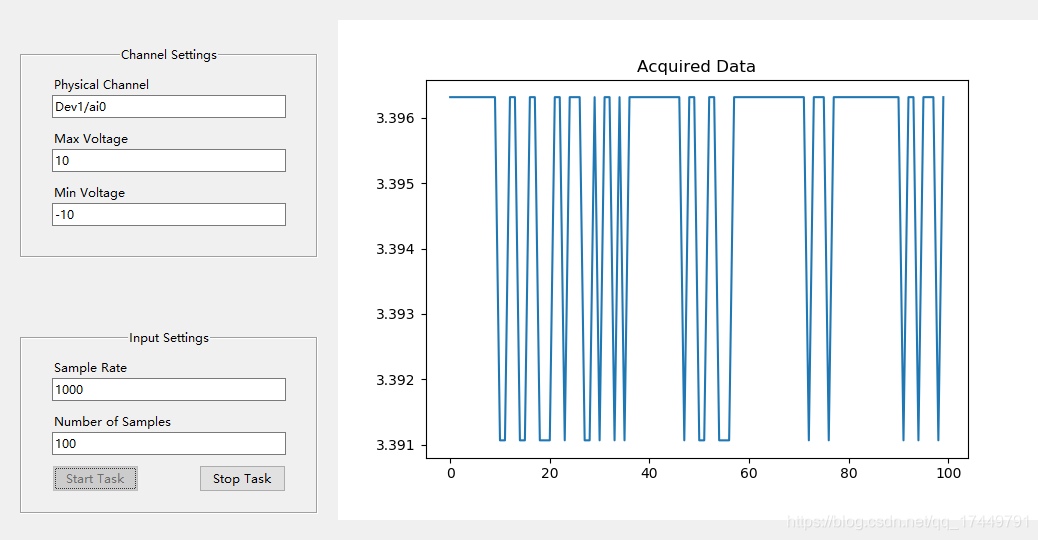 Channel Settings
Physical Channel
Dev1/ai0
Max Voltage
10
Min Voltage
-10
Input Settings
Sample Rate
1000
Number of Samples
100
Start Task
Stop Task
Acquired Data
3.396
3.395
3.394
3.393
3.392
3.391
0 20 40 60 80 100
https://blog.csdn.net/qq_17449791